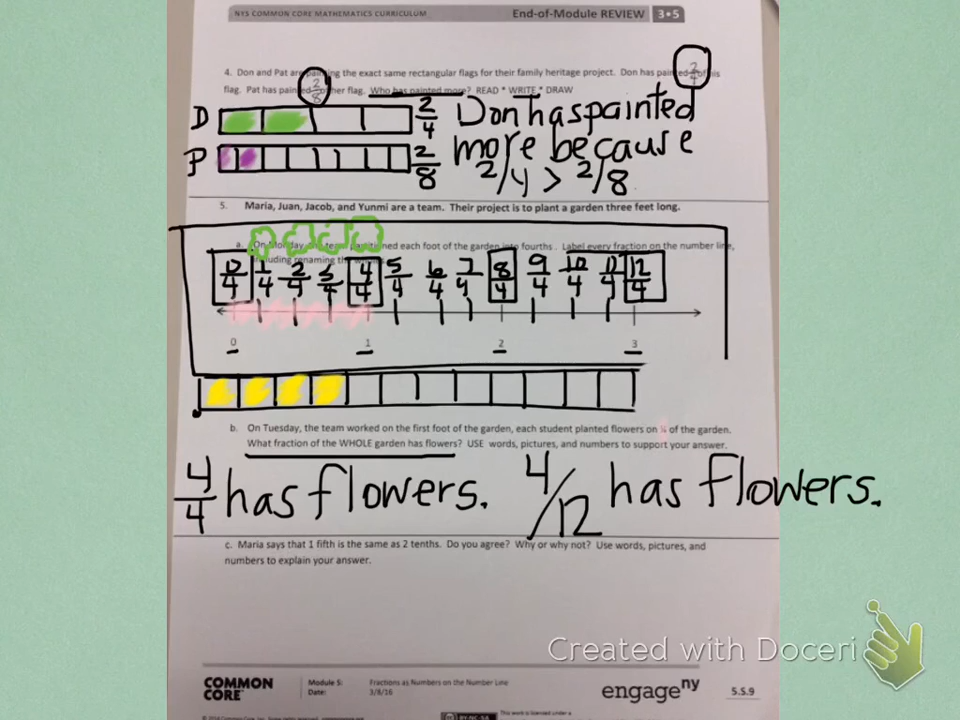 NYS COMMON CORE MATHEMATICS CURRICULUM End-of-Module REVIEW 3•5
4. Don and Pat are painting the exact same rectangular flags for their family heritage project. Don has painted 2/4 of his
flag. Pat has painted 2/8 of her flag. Who has painted more? READ * WRITE * DRAW
D 2/4 Don has painted
P 2/8 more because
2/4 > 2/8
5. Maria, Juan, Jacob, and Yunmi are a team. Their project is to plant a garden three feet long.
a. On Monday, the team partitioned each foot of the garden into fourths. Label every fraction on the number line,
including renaming the
0/4 1/4 2/4 3/4 4/4 5/4 6/4 7/4 8/4 9/4 10/4 11/4 12/4
0 1 2 3
b. On Tuesday, the team worked on the first foot of the garden, each student planted flowers on ¼ of the garden.
What fraction of the WHOLE garden has flowers? USE words, pictures, and numbers to support your answer.
4/4 has flowers. 4/12 has flowers.
c. Maria says that 1 fifth is the same as 2 tenths. Do you agree? Why or why not? Use words, pictures, and
numbers to explain your answer.
Created with Doceri
COMMON CORE Module 5: Fractions as Numbers on the Number Line
Date: 3/8/16 engageny 5.S.9